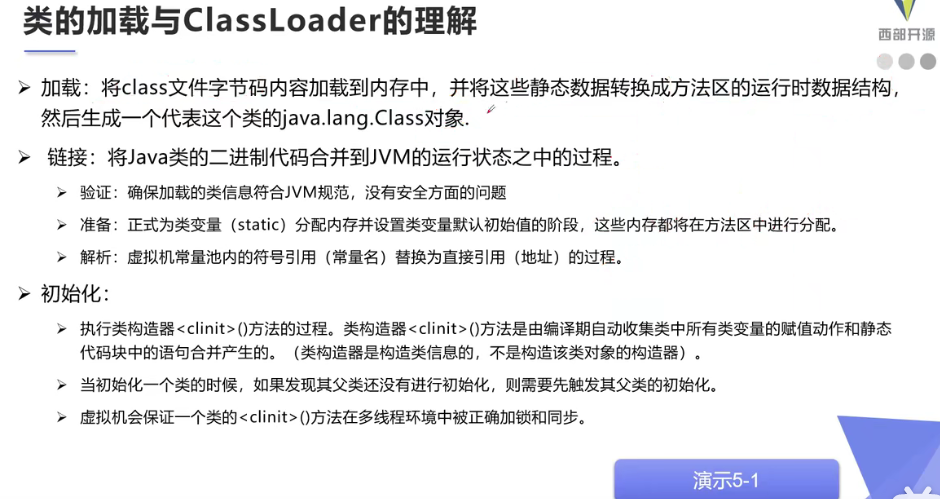 类的加载与ClassLoader的理解
西部开源
加载：将class文件字节码内容加载到内存中，并将这些静态数据转换成方法区的运行时数据结构，
然后生成一个代表这个类的java.lang.Class对象.
链接：将Java类的二进制代码合并到JVM的运行状态之中的过程。
验证：确保加载的类信息符合JVM规范，没有安全方面的问题
准备：正式为类变量（static）分配内存并设置类变量默认初始值的阶段，这些内存都将在方法区中进行分配。
解析：虚拟机常量池内的符号引用（常量名）替换为直接引用（地址）的过程。
初始化：
执行类构造器<clinit>()方法的过程。类构造器<clinit>()方法是由编译期自动收集类中所有类变量的赋值动作和静态
代码块中的语句合并产生的。（类构造器是构造类信息的，不是构造该类对象的构造器）。
当初始化一个类的时候，如果发现其父类还没有进行初始化，则需要先触发其父类的初始化。
虚拟机会保证一个类的<clinit>()方法在多线程环境中被正确加锁和同步。
演示5-1